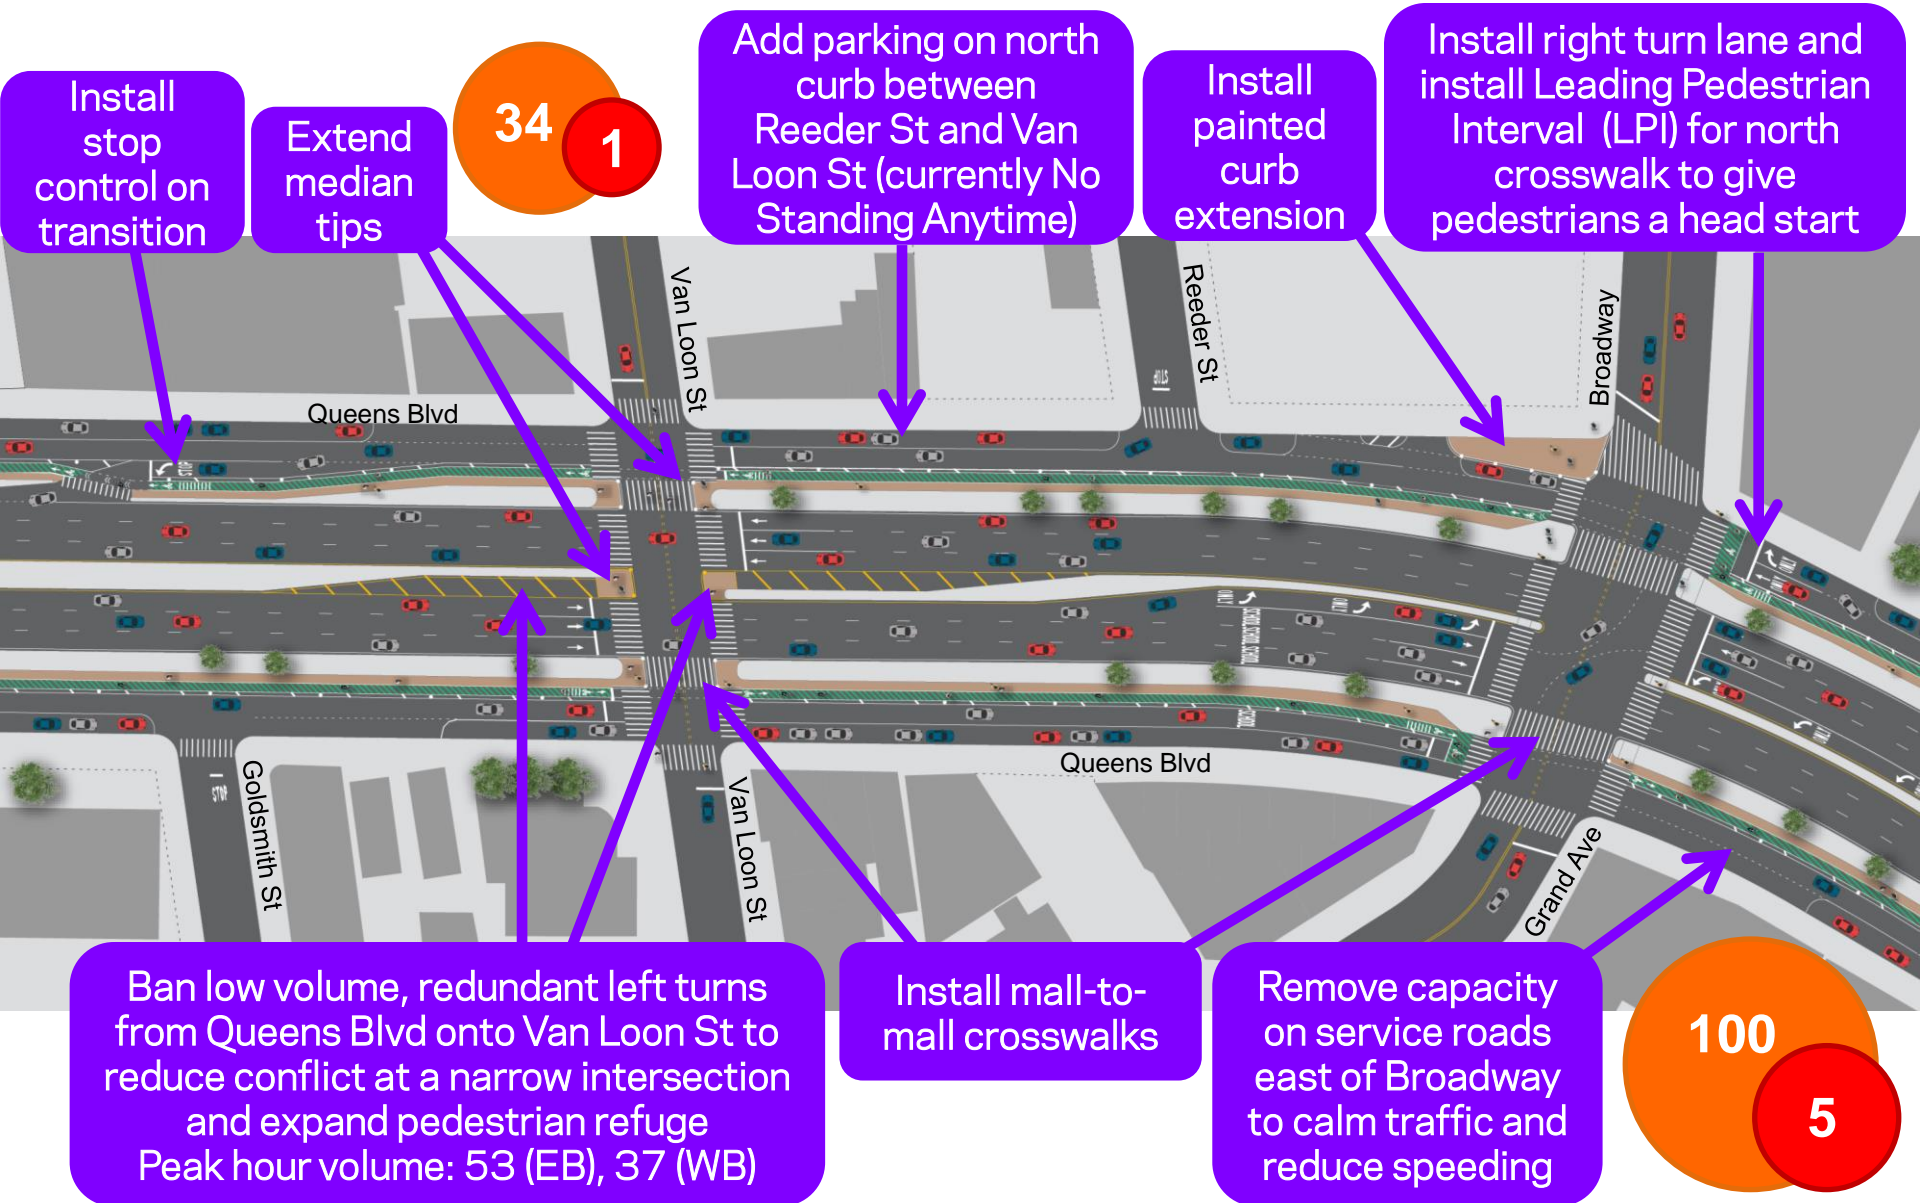 Install
stop
control on
transition
Extend
median
tips
34
1
Add parking on north
curb between
Reeder St and Van
Loon St (currently No
Standing Anytime)
Install
painted
curb
extension
Install right turn lane and
install Leading Pedestrian
Interval (LPI) for north
crosswalk to give
pedestrians a head start
Van Loon St
Reeder St
Broadway
Queens Blvd
STOP
STOP
ONLY
ONLY
Queens Blvd
Goldsmith St
STOP
Van Loon St
Grand Ave
Ban low volume, redundant left turns
from Queens Blvd onto Van Loon St to
reduce conflict at a narrow intersection
and expand pedestrian refuge
Peak hour volume: 53 (EB), 37 (WB)
Install mall-to-
mall crosswalks
Remove capacity
on service roads
east of Broadway
to calm traffic and
reduce speeding
100
5